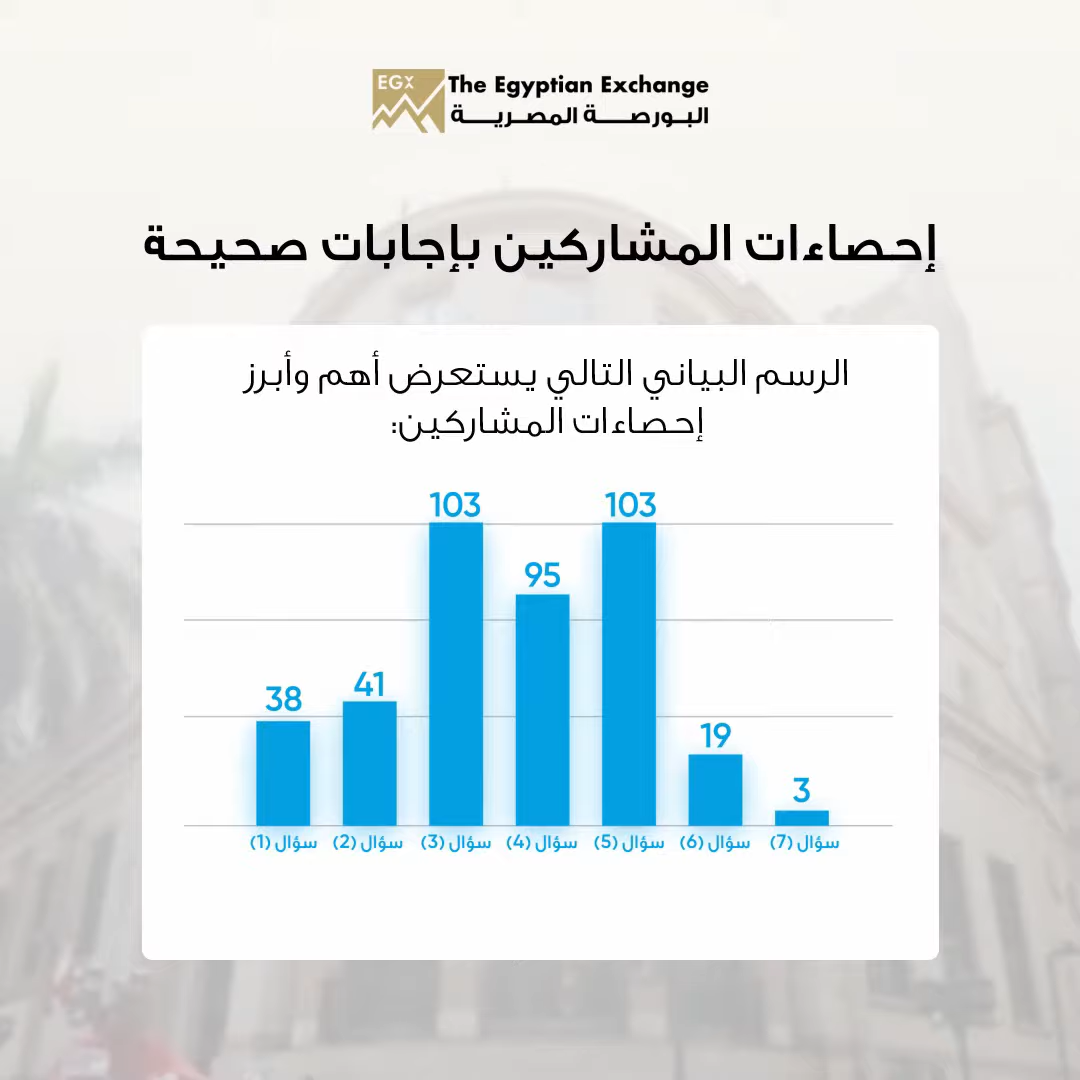 EGX
The Egyptian Exchange
البورصة المصرية
إحصاءات المشاركين بإجابات صحيحة
الرسم البياني التالي يستعرض أهم وأبرز
إحصاءات المشاركين:
103
103
95
41
38
19
3
سؤال (1) سؤال (2) سؤال (3) سؤال (4) سؤال (5) سؤال (6) سؤال (7)